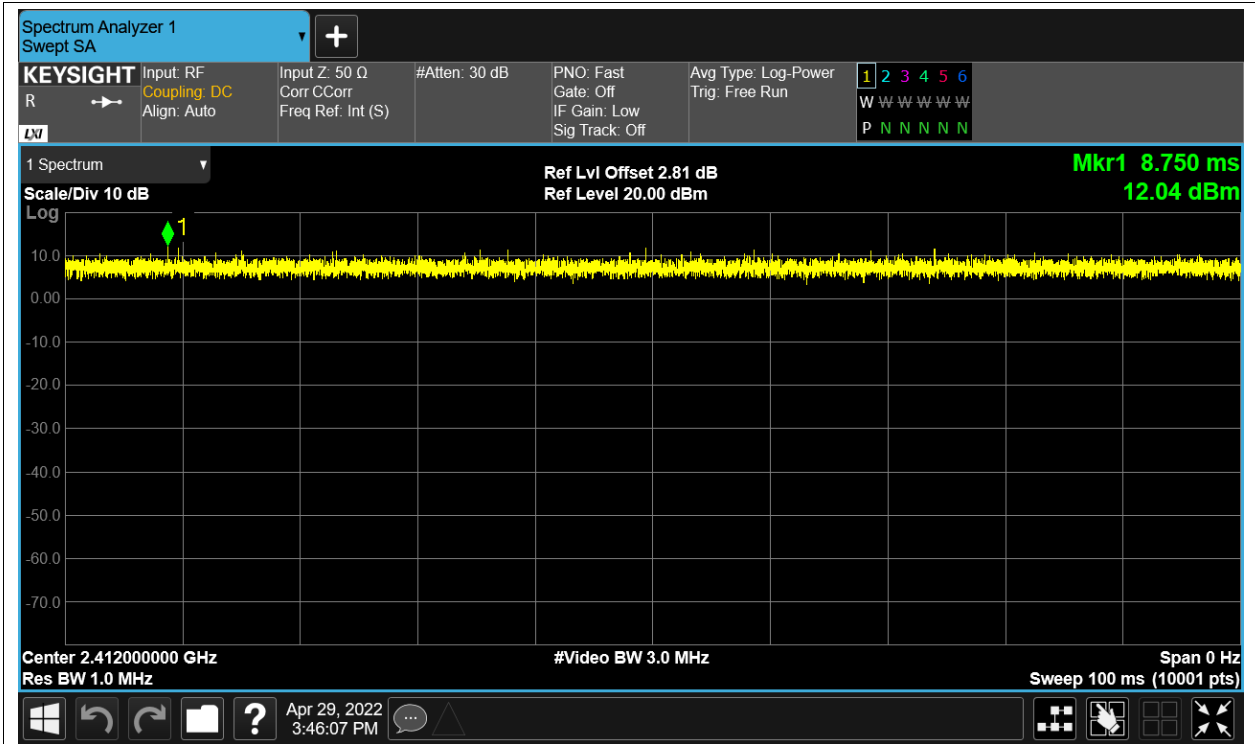 Spectrum Analyzer 1
Swept SA
KEYSIGHT
R
LXI
Input: RF
Coupling: DC
Align: Auto
Input Z: 50 Ω
Corr CCorr
Freq Ref: Int (S)
#Atten: 30 dB
PNO: Fast
Gate: Off
IF Gain: Low
Sig Track: Off
Avg Type: Log-Power
Trig: Free Run
1 2 3 4 5 6
W W W W W W
P N N N N N
1 Spectrum
Scale/Div 10 dB
Log
Ref Lvl Offset 2.81 dB
Ref Level 20.00 dBm
Mkr1 8.750 ms
12.04 dBm
1
10.0
0.00
-10.0
-20.0
-30.0
-40.0
-50.0
-60.0
-70.0
Center 2.412000000 GHz
Res BW 1.0 MHz
#Video BW 3.0 MHz
Span 0 Hz
Sweep 100 ms (10001 pts)
?
Apr 29, 2022
3:46:07 PM